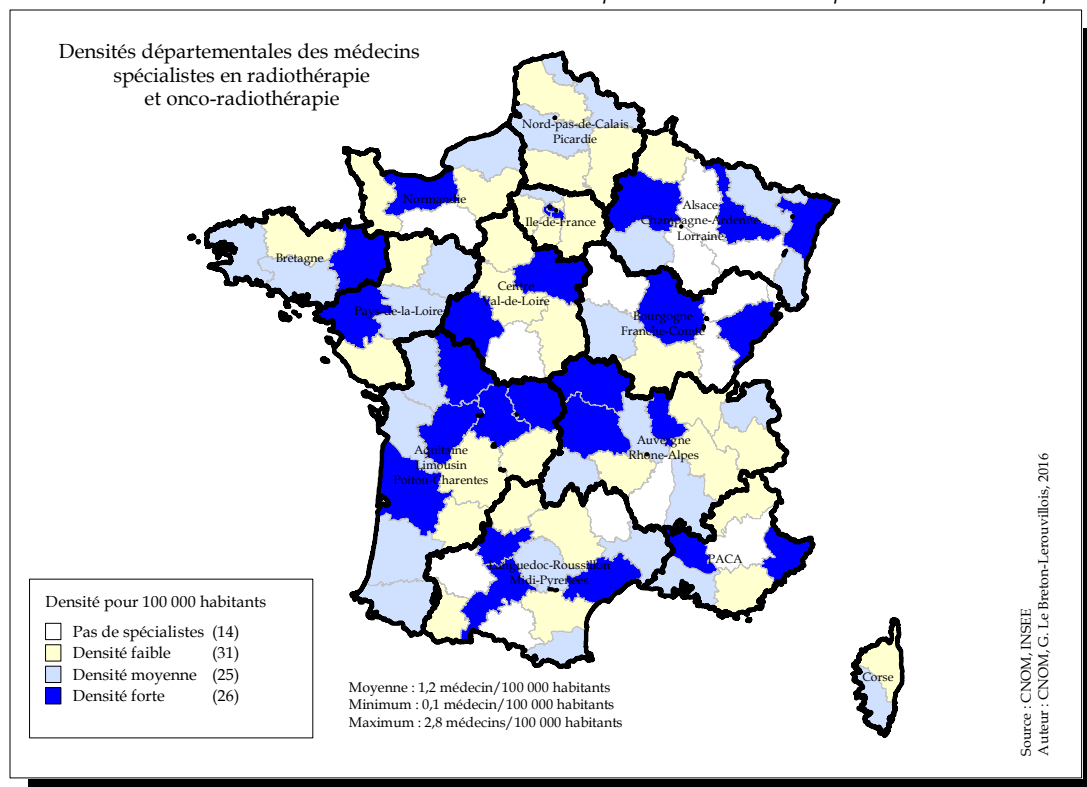 Densités départementales des médecins
spécialistes en radiothérapie
et onco-radiothérapie
Nord-pas-de-Calais
Picardie
Normandie
Ile-de-France
Alsace
Champagne-Ardenne
Lorraine
Bretagne
Centre
Val-de-Loire
Pays-de-la-Loire
Bourgogne
Franche-Comté
Auvergne
Rhone-Alpes
Aquitaine
Limousin
Poitou-Charentes
PACA
Languedoc-Roussillon
Midi-Pyrenées
Corse
Densité pour 100 000 habitants
Pas de spécialistes (14)
Densité faible (31)
Densité moyenne (25)
Densité forte (26)
Moyenne : 1,2 médecin/100 000 habitants
Minimum : 0,1 médecin/100 000 habitants
Maximum : 2,8 médecins/100 000 habitants
Source : CNOM, INSEE
Auteur : CNOM, G. Le Breton-Lerouvillois, 2016